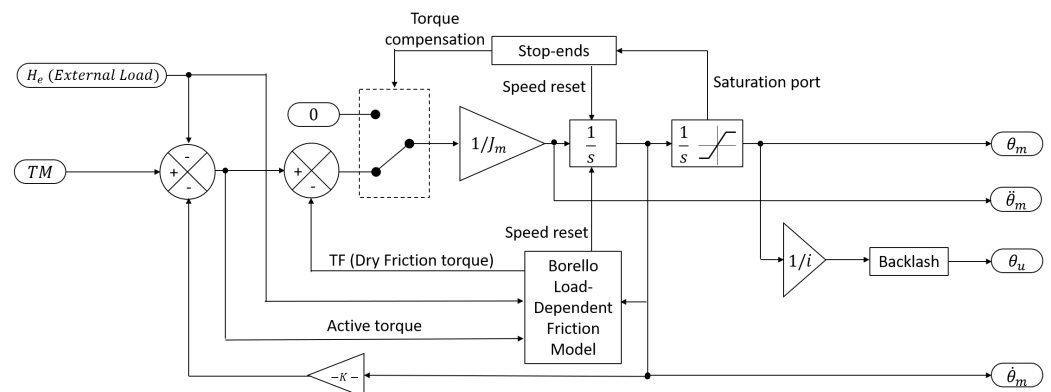 Torque
compensation
Stop-ends
H_e (External Load)
Speed reset
Saturation port
0
1/J_m
1
s
1
s
θ_m
-
+
-
TM
+
-
θ̈_m
Speed reset
TF (Dry Friction torque)
Borello
Load-
Dependent
Friction
Model
1/i
Backlash
θ_u
Active torque
-K-
θ̇_m